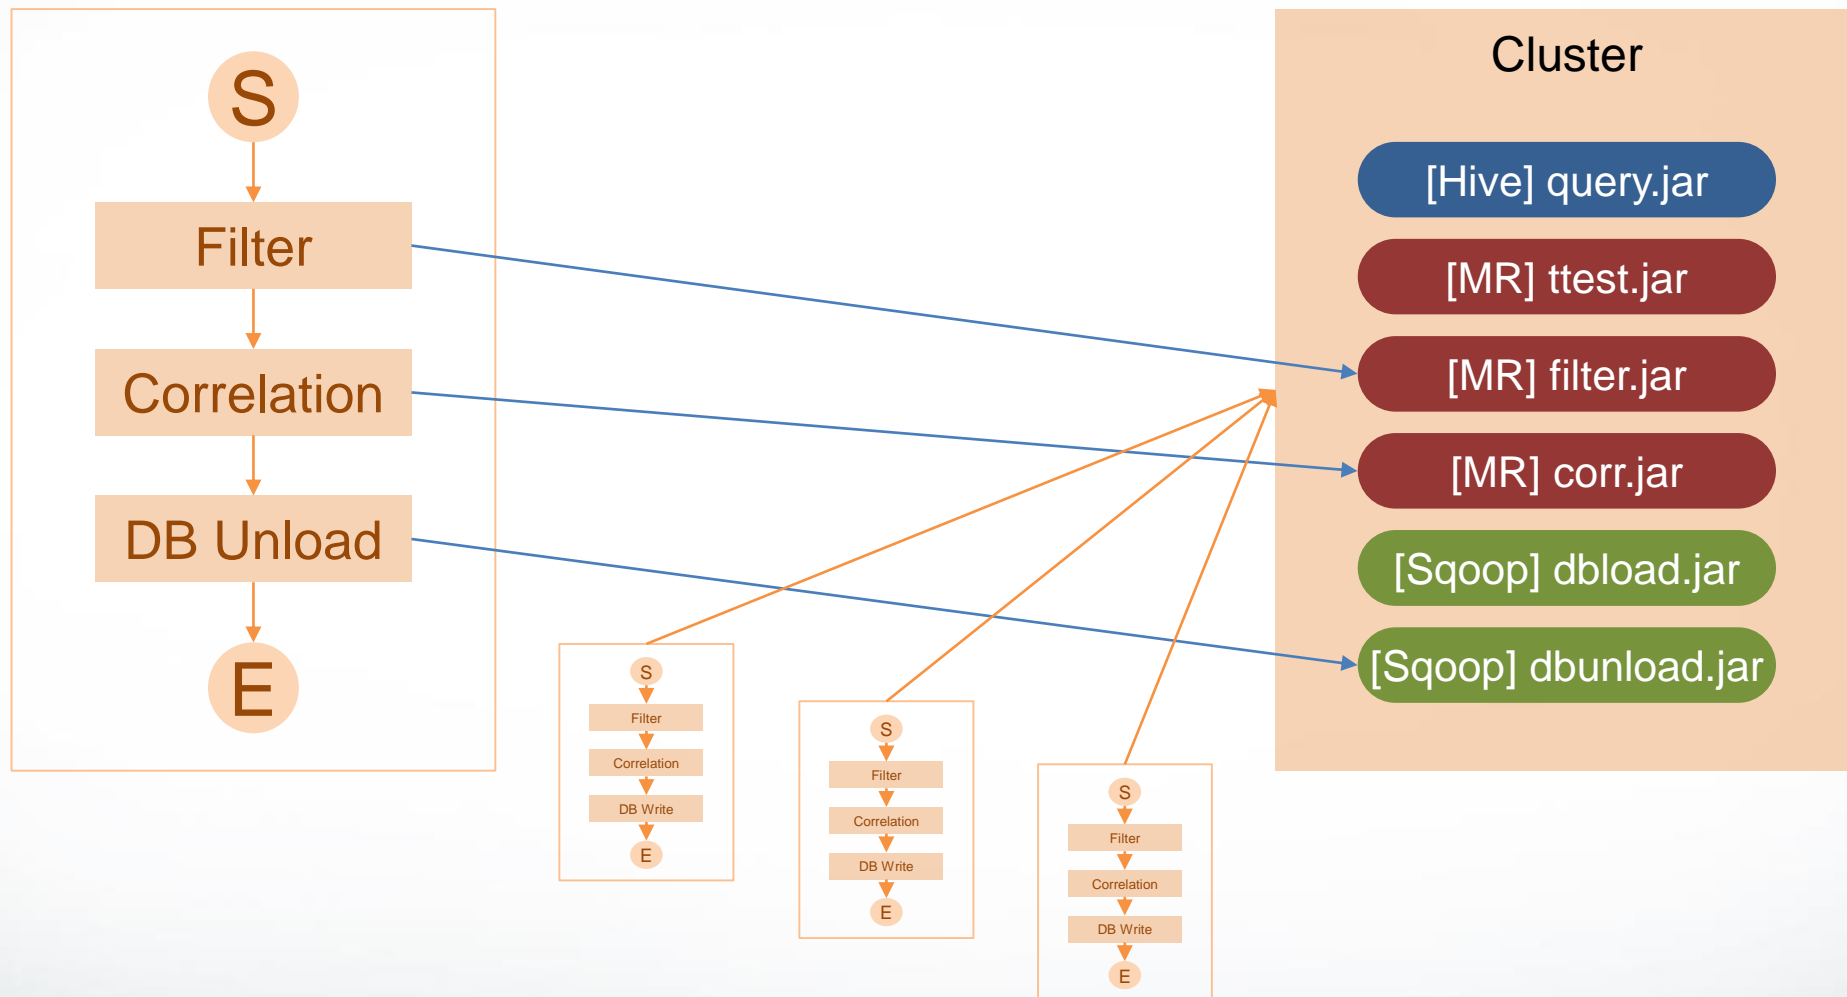 S
Filter
Correlation
DB Unload
E
Cluster
[Hive] query.jar
[MR] ttest.jar
[MR] filter.jar
[MR] corr.jar
[Sqoop] dbload.jar
[Sqoop] dbunload.jar
S
Filter
Correlation
DB Write
E
S
Filter
Correlation
DB Write
E
S
Filter
Correlation
DB Write
E